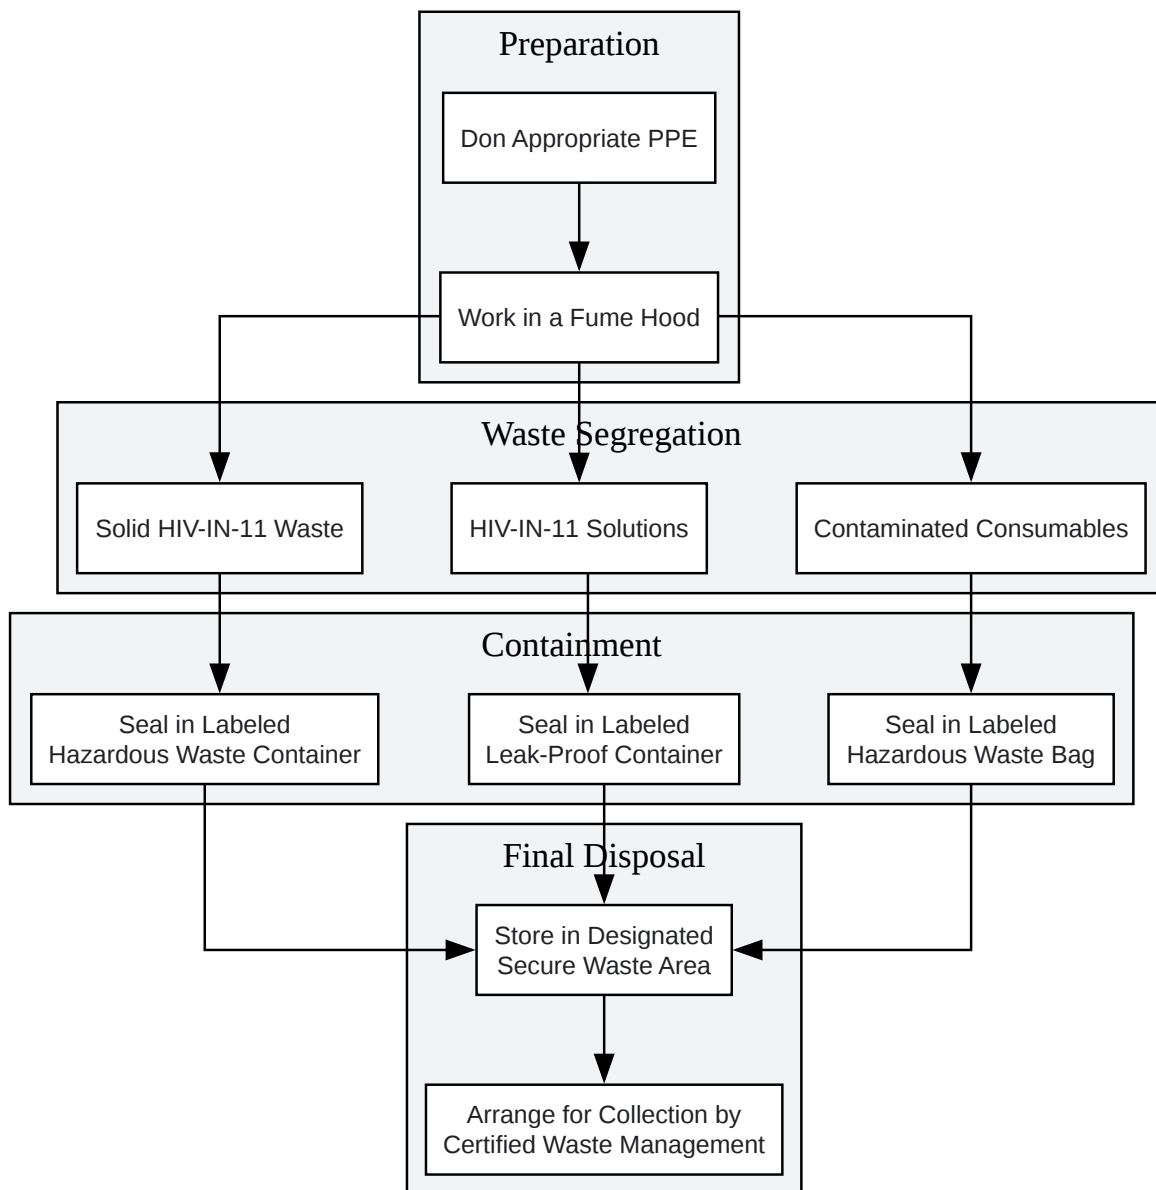 Preparation
Don Appropriate PPE
Work in a Fume Hood
Waste Segregation
Solid HIV-IN-11 Waste
HIV-IN-11 Solutions
Contaminated Consumables
Containment
Seal in Labeled
Hazardous Waste Container
Seal in Labeled
Leak-Proof Container
Seal in Labeled
Hazardous Waste Bag
Final Disposal
Store in Designated
Secure Waste Area
Arrange for Collection by
Certified Waste Management